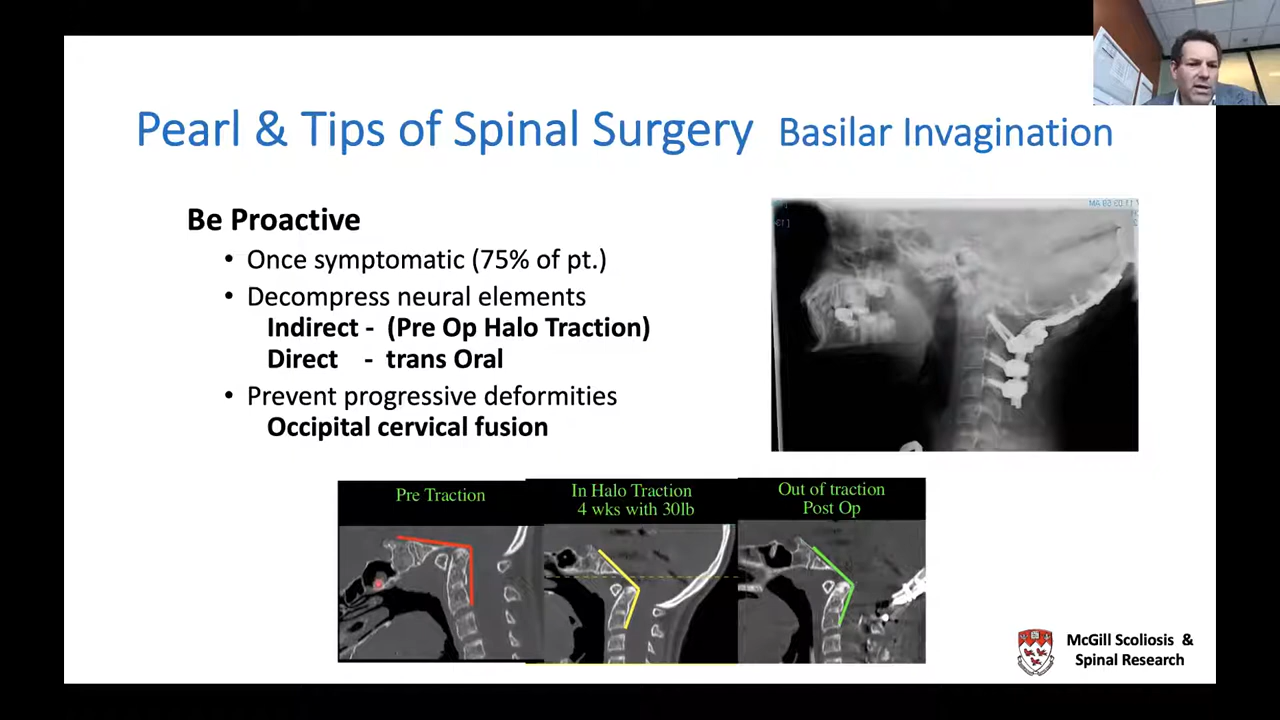 Pearl & Tips of Spinal Surgery Basilar Invagination
Be Proactive
• Once symptomatic (75% of pt.)
• Decompress neural elements
Indirect - (Pre Op Halo Traction)
Direct - trans Oral
• Prevent progressive deformities
Occipital cervical fusion
Pre Traction
In Halo Traction
4 wks with 30lb
Out of traction
Post Op
McGill Scoliosis &
Spinal Research